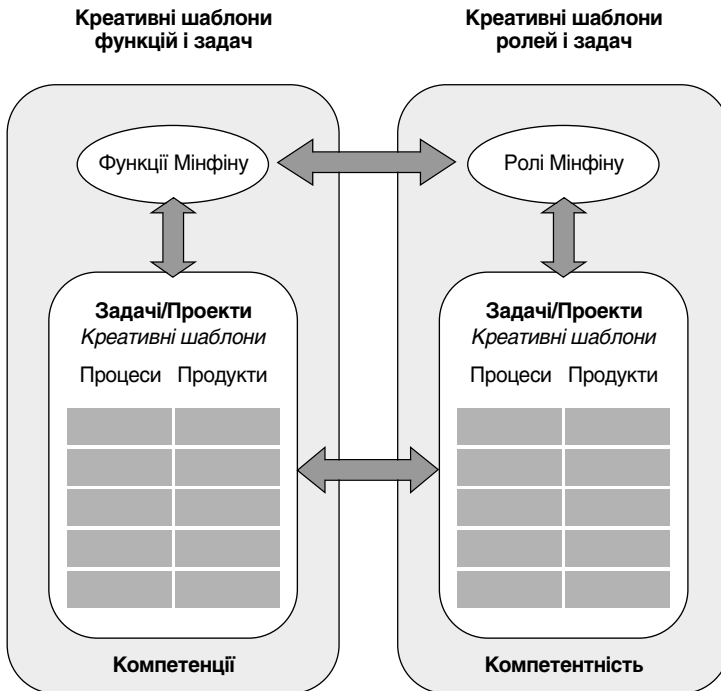 Креативні шаблони
функцій і задач
Креативні шаблони
ролей і задач
Функції Мінфіну
Ролі Мінфіну
Задачі/Проекти
Креативні шаблони
Процеси Продукти
Задачі/Проекти
Креативні шаблони
Процеси Продукти
Компетенції
Компетентність